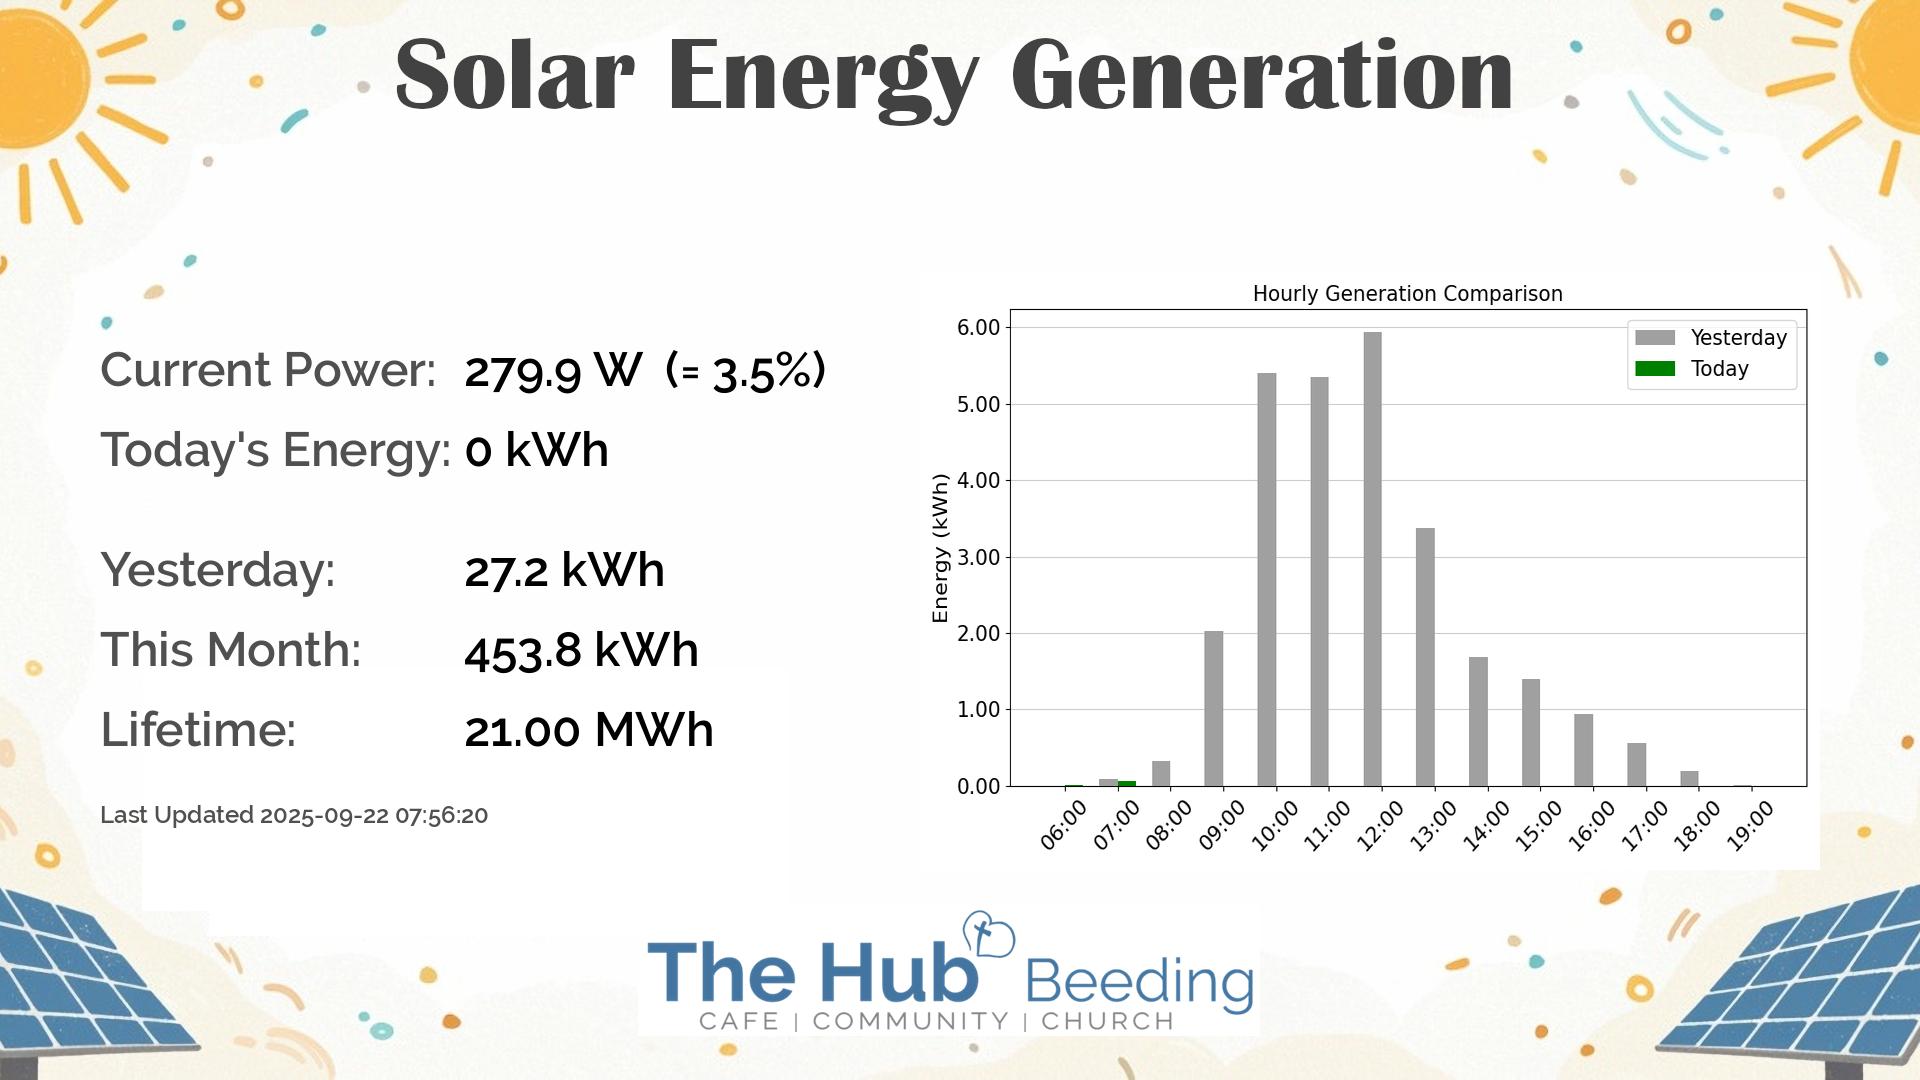 Solar Energy Generation
Current Power: 279.9 W (= 3.5%)
Today's Energy: 0 kWh
Yesterday: 27.2 kWh
This Month: 453.8 kWh
Lifetime: 21.00 MWh
Last Updated 2025-09-22 07:56:20
Hourly Generation Comparison
Yesterday
Today
Energy (kWh)
6.00
5.00
4.00
3.00
2.00
1.00
0.00
06:00 07:00 08:00 09:00 10:00 11:00 12:00 13:00 14:00 15:00 16:00 17:00 18:00 19:00
The Hub Beeding
CAFE | COMMUNITY | CHURCH